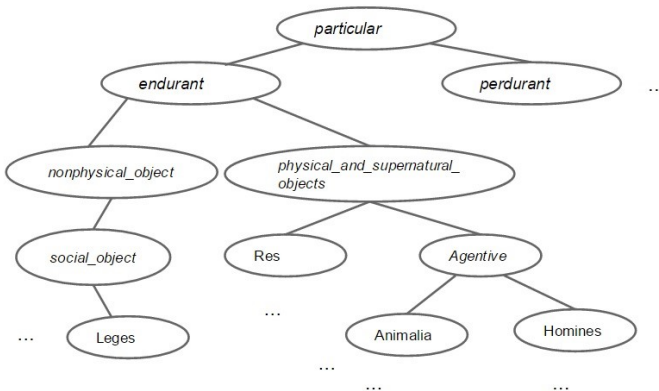 particular
endurant
perdurant
..
nonphysical_object
physical_and_supernatural_
objects
social_object
Res
Agentive
...
...
Leges
Animalia
Homines
...
...
...